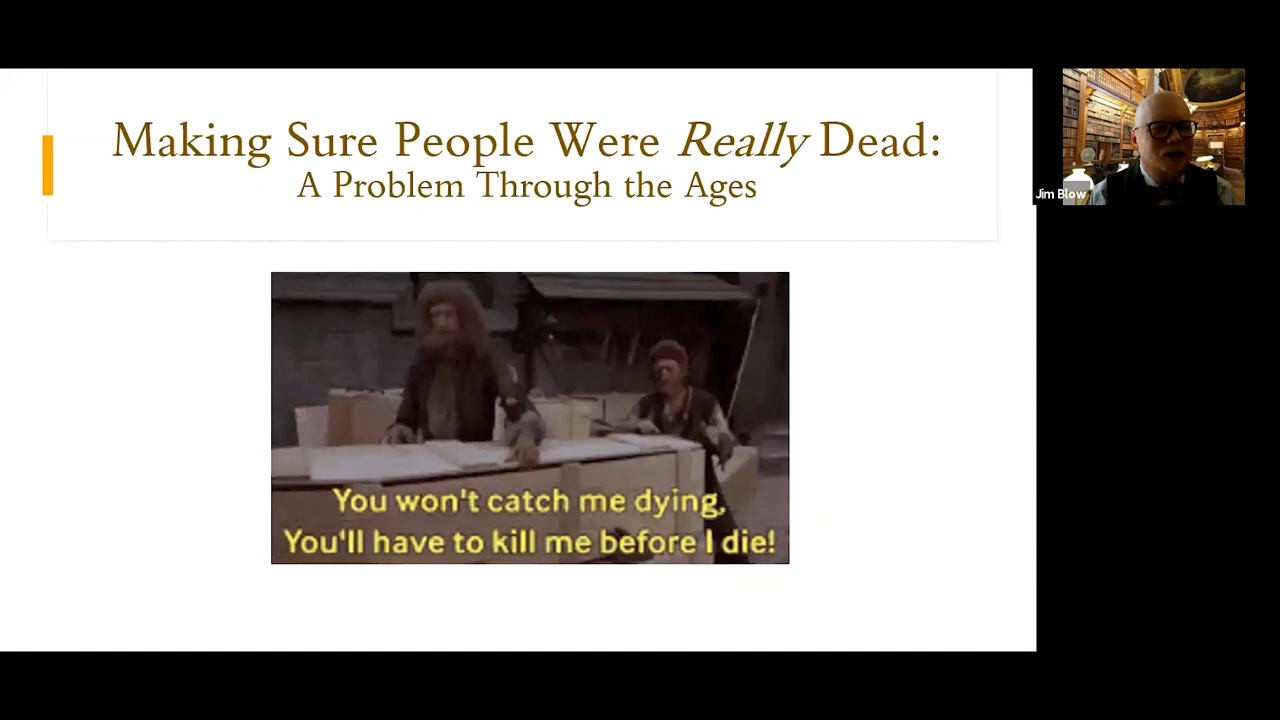 Making Sure People Were Really Dead:
A Problem Through the Ages
Jim Blow
You won't catch me dying,
You'll have to kill me before I die!